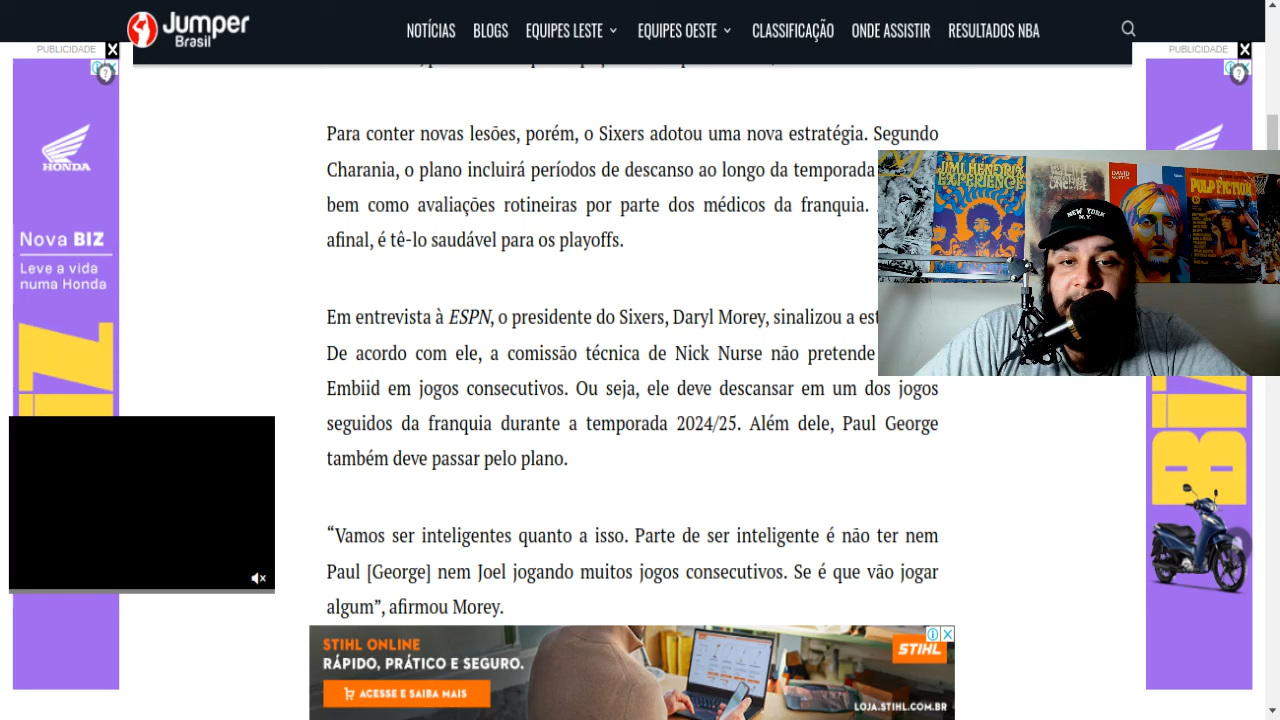 Jumper
Brasil
NOTÍCIAS BLOGS EQUIPES LESTE EQUIPES OESTE CLASSIFICAÇÃO ONDE ASSISTIR RESULTADOS NBA
PUBLICIDADE X
PUBLICIDADE X
HONDA
Nova BIZ
Leve a vida
numa Honda
Para conter novas lesões, porém, o Sixers adotou uma nova estratégia. Segundo
Charania, o plano incluirá períodos de descanso ao longo da temporada
bem como avaliações rotineiras por parte dos médicos da franquia.
afinal, é tê-lo saudável para os playoffs.
Em entrevista à ESPN, o presidente do Sixers, Daryl Morey, sinalizou a
De acordo com ele, a comissão técnica de Nick Nurse não pretende
Embiid em jogos consecutivos. Ou seja, ele deve descansar em um dos jogos
seguidos da franquia durante a temporada 2024/25. Além dele, Paul George
também deve passar pelo plano.
“Vamos ser inteligentes quanto a isso. Parte de ser inteligente é não ter nem
Paul [George] nem Joel jogando muitos jogos consecutivos. Se é que vão jogar
algum”, afirmou Morey.
JIMI HENDRIX
EXPERIENCE
DAVID
GUETTA
PULP FICTION
NEW YORK
N.Y.
STIHL ONLINE
RÁPIDO, PRÁTICO E SEGURO.
ACESSE E SAIBA MAIS
STIHL
LOJA.STIHL.COM.BR